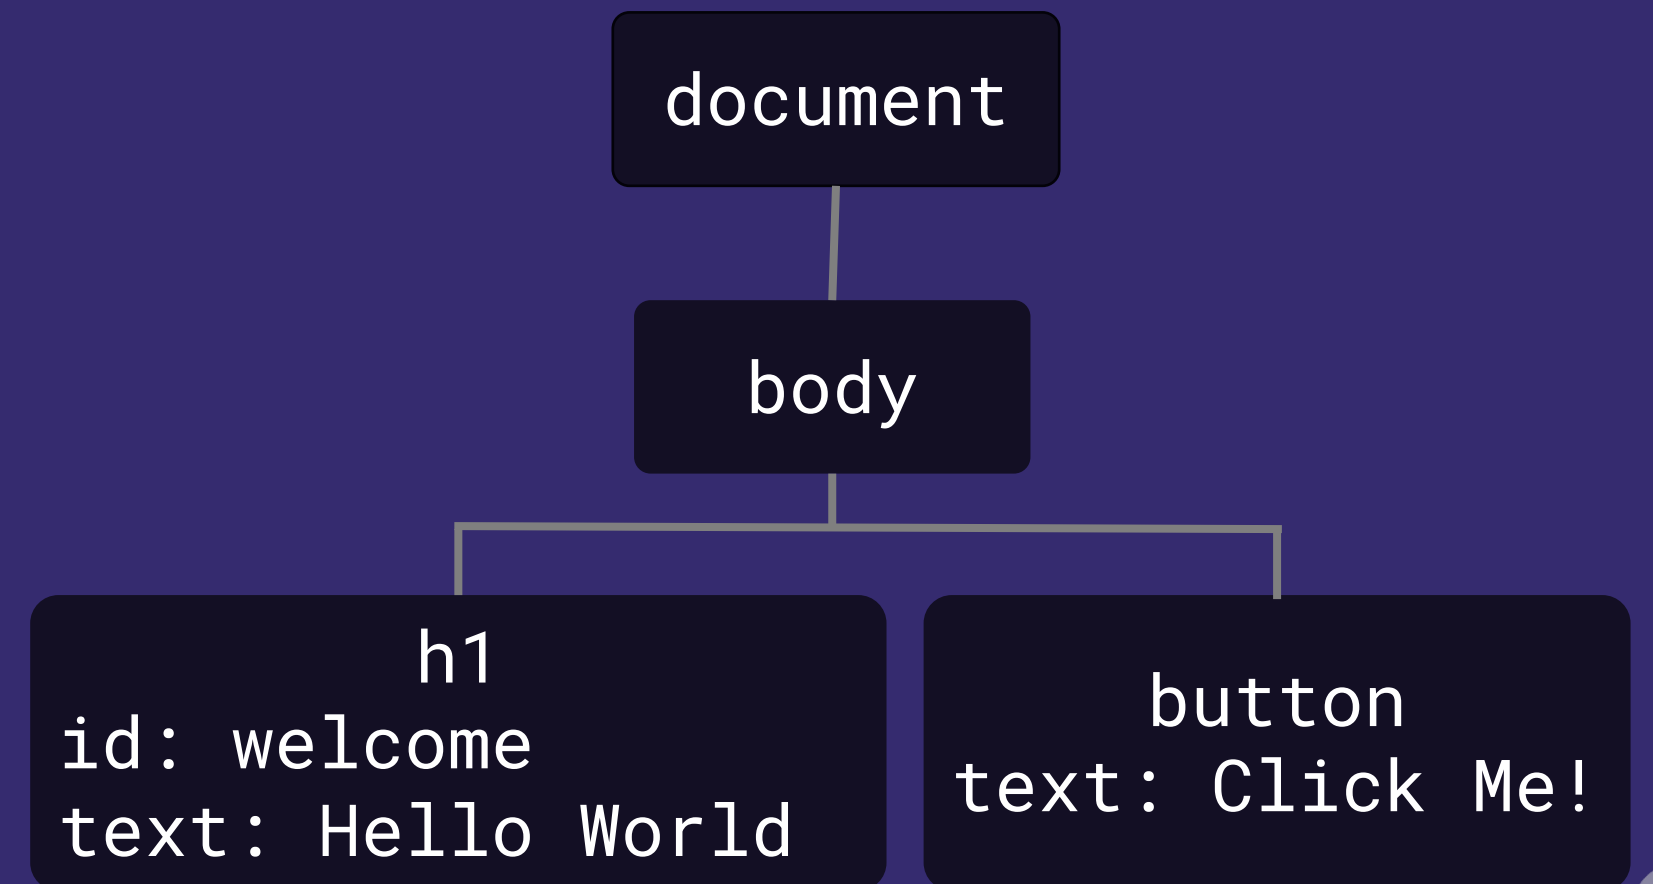 document
body
h1
id: welcome
text: Hello World
button
text: Click Me!